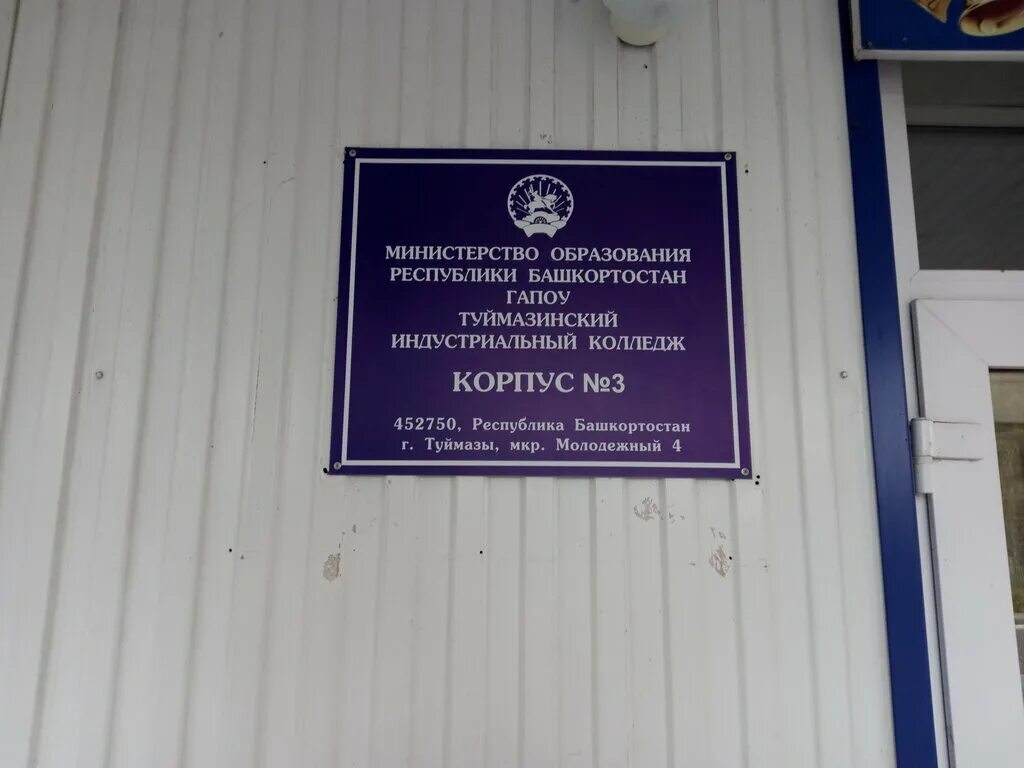 МИНИСТЕРСТВО ОБРАЗОВАНИЯ
РЕСПУБЛИКИ БАШКОРТОСТАН
ГАПОУ
ТУЙМАЗИНСКИЙ
ИНДУСТРИАЛЬНЫЙ КОЛЛЕДЖ
КОРПУС №3
452750, Республика Башкортостан
г. Туймазы, мкр. Молодежный 4